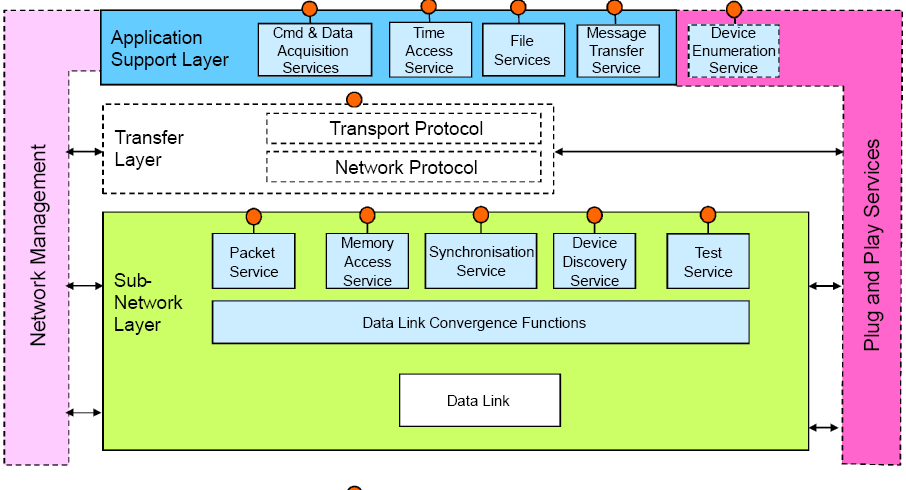 Application
Support Layer
Cmd & Data
Acquisition
Services
Time
Access
Service
File
Services
Message
Transfer
Service
Device
Enumeration
Service
Transfer
Layer
Transport Protocol
Network Protocol
Network Management
Plug and Play Services
Sub-
Network
Layer
Packet
Service
Memory
Access
Service
Synchronisation
Service
Device
Discovery
Service
Test
Service
Data Link Convergence Functions
Data Link